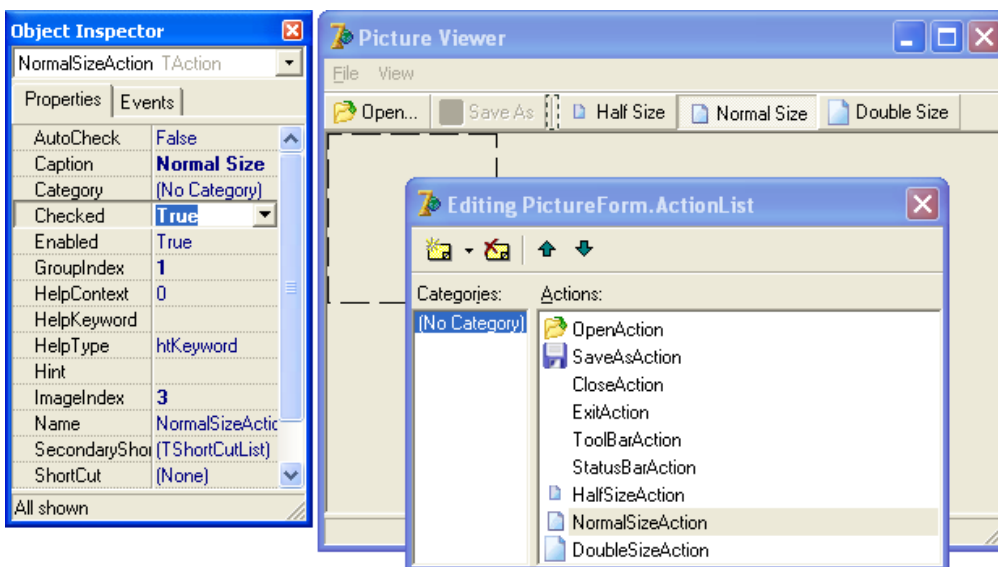 Object Inspector
NormalSizeAction TAction
Properties Events
AutoCheck False
Caption Normal Size
Category (No Category)
Checked True
Enabled True
GroupIndex 1
HelpContext 0
HelpKeyword
HelpType htKeyword
Hint
ImageIndex 3
Name NormalSizeActic
SecondaryShoi (TShortCutList)
ShortCut (None)
All shown
Picture Viewer
File View
Open... Save As Half Size Normal Size Double Size
Editing PictureForm.ActionList
Categories: Actions:
(No Category)
OpenAction
SaveAsAction
CloseAction
ExitAction
ToolBarAction
StatusBarAction
HalfSizeAction
NormalSizeAction
DoubleSizeAction